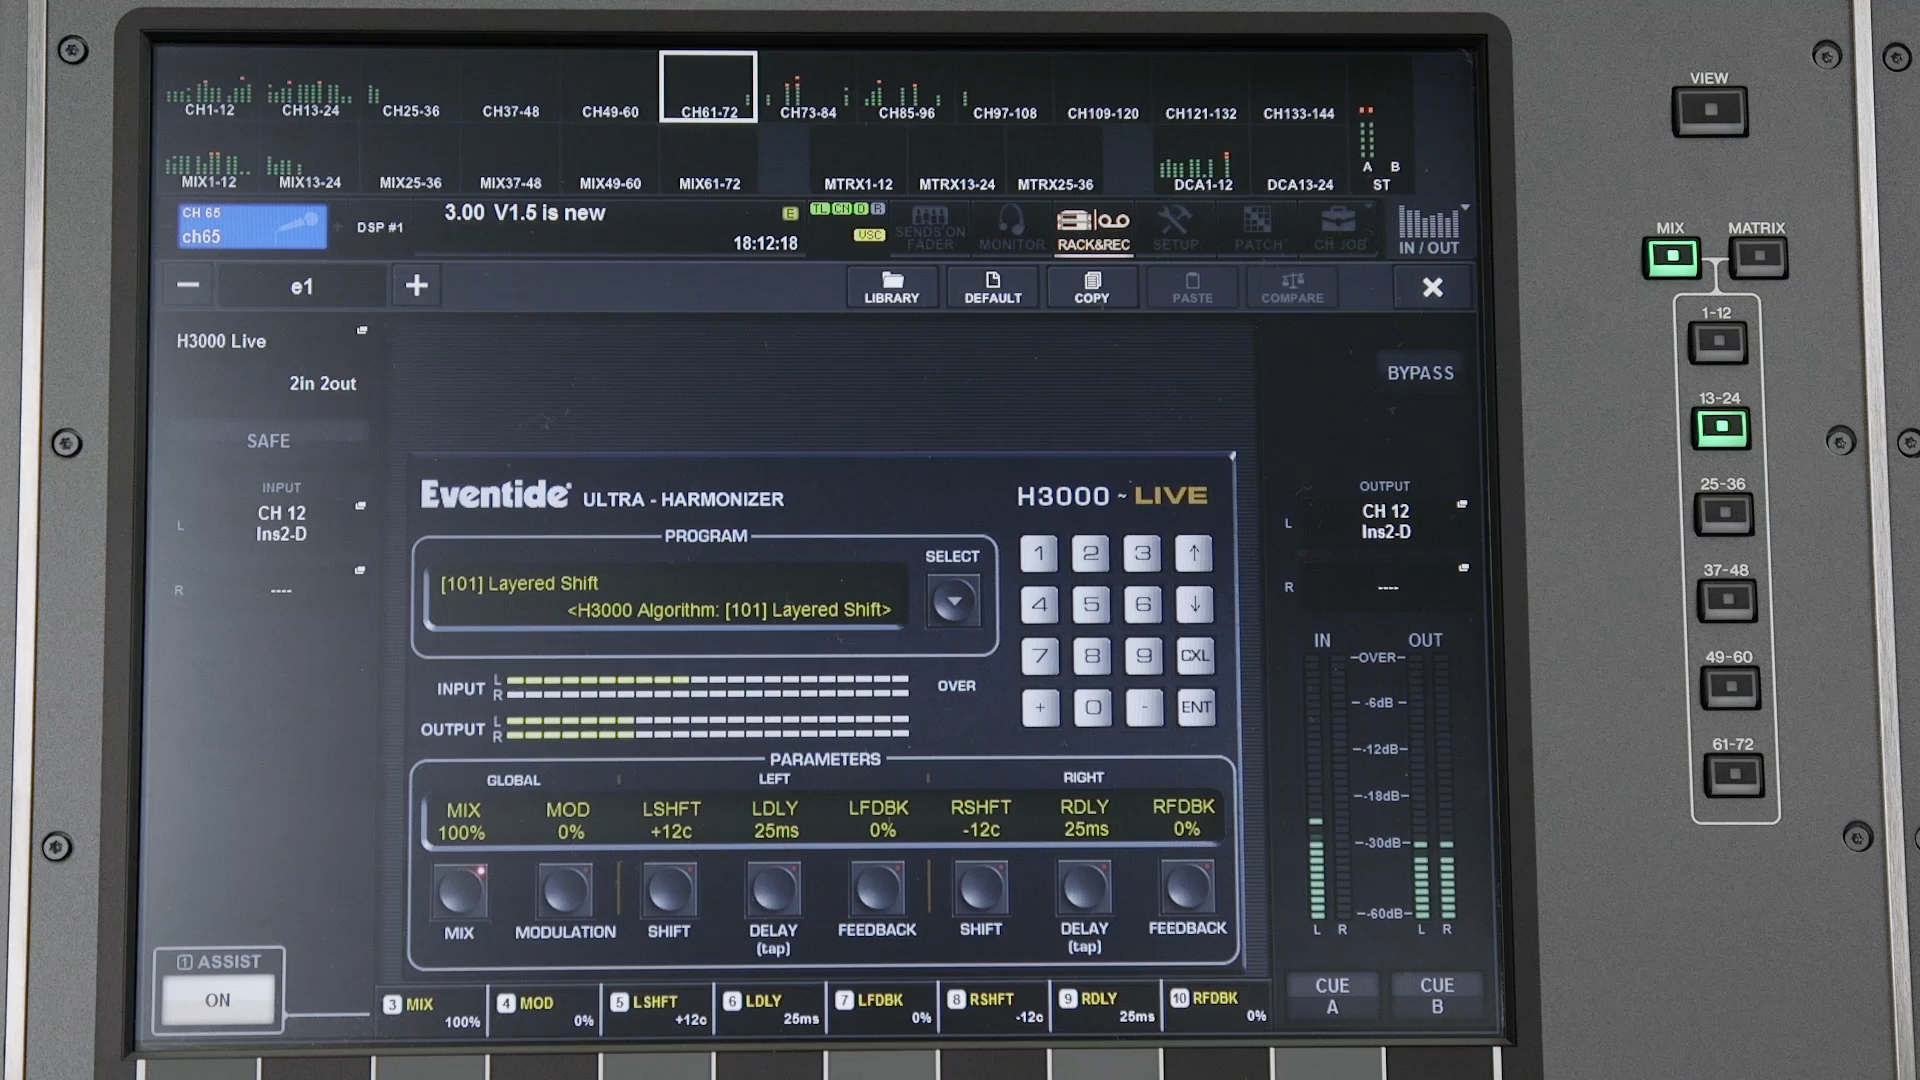 CH1-12 CH13-24 CH25-36 CH37-48 CH49-60 CH61-72 CH73-84 CH85-96 CH97-108 CH109-120 CH121-132 CH133-144
A B
MIX1-12 MIX13-24 MIX25-36 MIX37-48 MIX49-60 MIX61-72 MTRX1-12 MTRX13-24 MTRX25-36 DCA1-12 DCA13-24 ST
CH 65
ch65
DSP #1
3.00 V1.5 is new
E
18:12:18
TL CN D R
VSC
SENDS ON
FADER
MONITOR
RACK&REC
SETUP
PATCH
CH JOB
IN / OUT
e1
LIBRARY
DEFAULT
COPY
PASTE
COMPARE
H3000 Live
2in 2out
SAFE
INPUT
L CH 12
Ins2-D
R ----
BYPASS
OUTPUT
L CH 12
Ins2-D
R ----
Eventide ULTRA - HARMONIZER
H3000 ~ LIVE
PROGRAM
[101] Layered Shift
<H3000 Algorithm: [101] Layered Shift>
SELECT
1 2 3 ↑
4 5 6 ↓
7 8 9 CXL
+ 0 - ENT
INPUT L R
OUTPUT L R
OVER
PARAMETERS
GLOBAL LEFT RIGHT
MIX MOD LSHFT LDLY LFDBK RSHFT RDLY RFDBK
100% 0% +12c 25ms 0% -12c 25ms 0%
MIX MODULATION SHIFT DELAY FEEDBACK SHIFT DELAY FEEDBACK
(tap) (tap)
IN OUT
OVER
-6dB
-12dB
-18dB
-30dB
-60dB
L R L R
CUE
A
CUE
B
1 ASSIST
ON
3 MIX
100%
4 MOD
0%
5 LSHFT
+12c
6 LDLY
25ms
7 LFDBK
0%
8 RSHFT
-12c
9 RDLY
25ms
10 RFDBK
0%
VIEW
MIX MATRIX
1-12
13-24
25-36
37-48
49-60
61-72